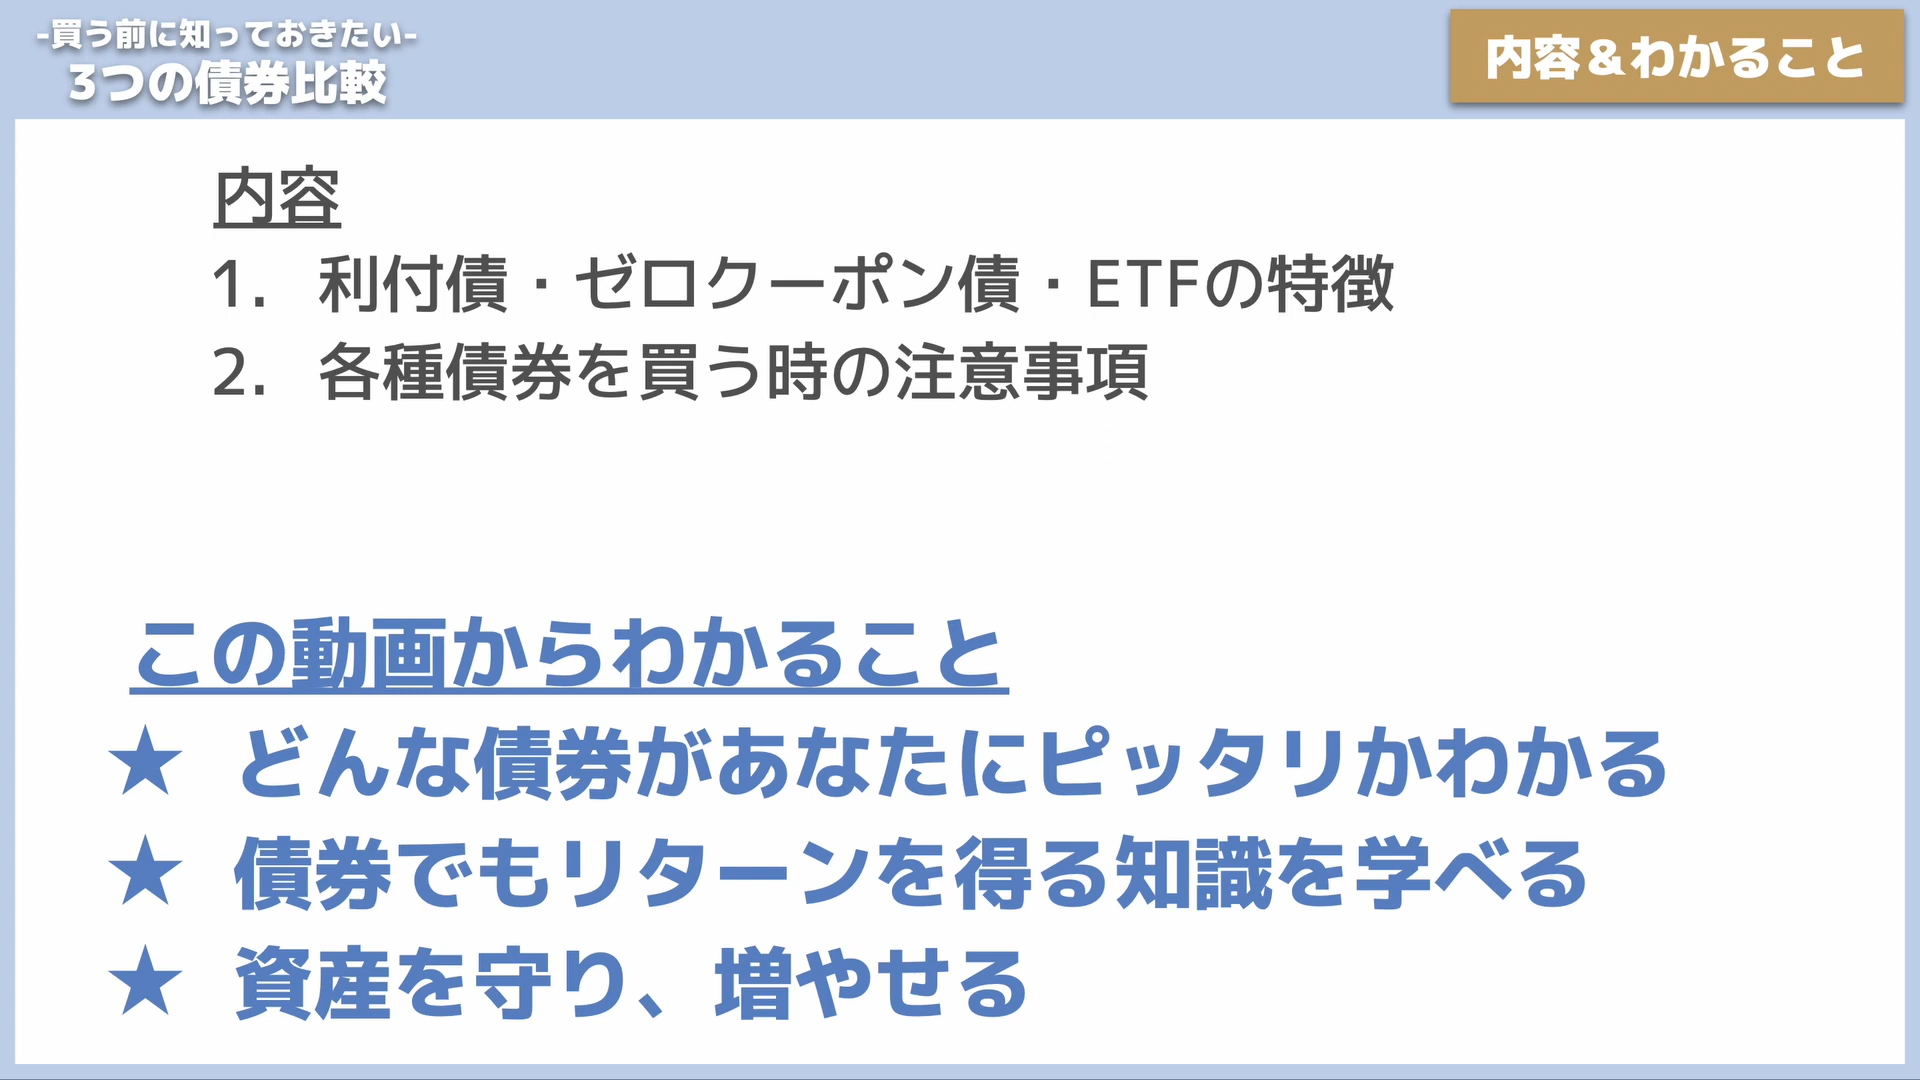 -買う前に知っておきたい-
3つの債券比較
内容＆わかること
内容
1. 利付債・ゼロクーポン債・ETFの特徴
2. 各種債券を買う時の注意事項
この動画からわかること
★ どんな債券があなたにピッタリかわかる
★ 債券でもリターンを得る知識を学べる
★ 資産を守り、増やせる